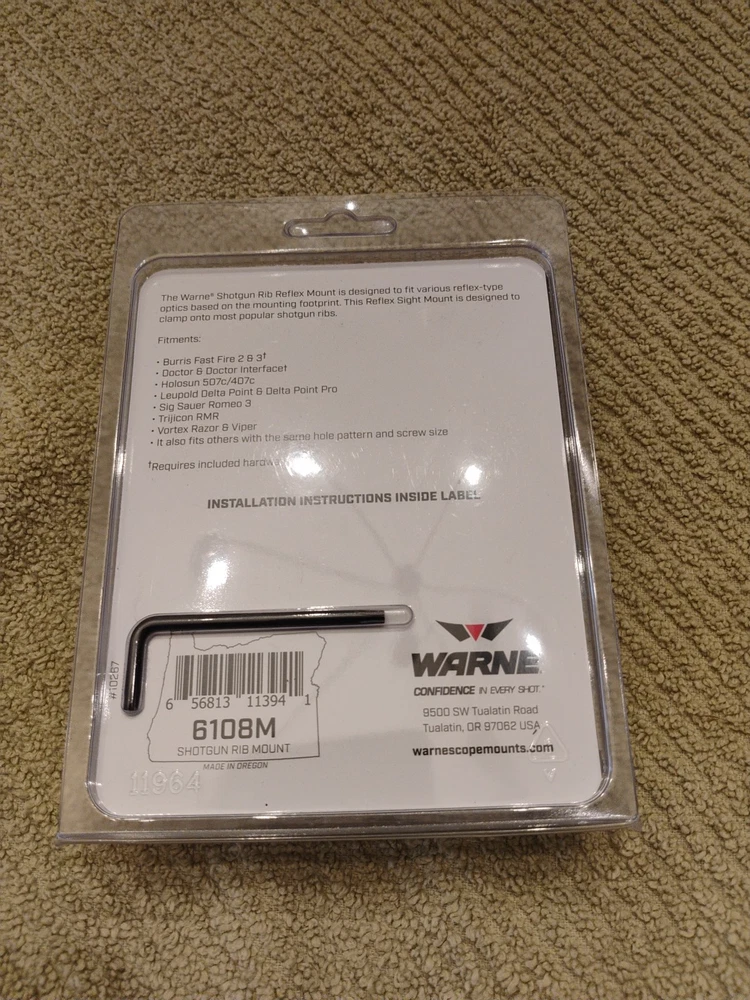 The Warne® Shotgun Rib Reflex Mount is designed to fit various reflex-type
optics based on the mounting footprint. This Reflex Sight Mount is designed to
clamp onto most popular shotgun ribs.
Fitments:
• Burris Fast Fire 2 & 3†
• Doctor & Doctor Interface†
• Holosun 507c/407c
• Leupold Delta Point & Delta Point Pro
• Sig Sauer Romeo 3
• Trijicon RMR
• Vortex Razor & Viper
• It also fits others with the same hole pattern and screw size
†Requires included
INSTALLATION INSTRUCTIONS INSIDE LABEL
#10267
6 56813 11394 1
6108M
SHOTGUN RIB MOUNT
MADE IN OREGON
11964
WARNE
CONFIDENCE IN EVERY SHOT.
9500 SW Tualatin Road
Tualatin, OR 97062 USA
warnescopemounts.com